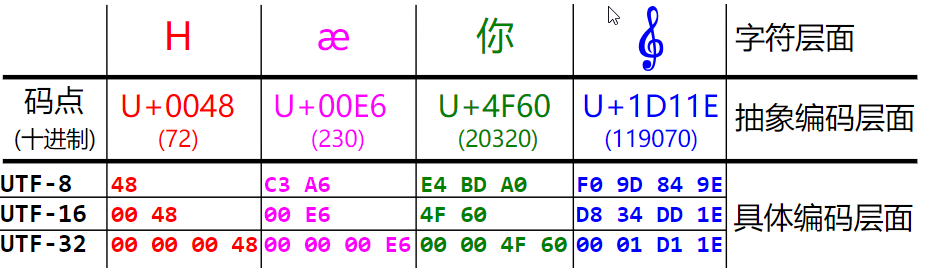 H æ 你 𝄞 字符层面
码点 U+0048 U+00E6 U+4F60 U+1D11E 抽象编码层面
(十进制) (72) (230) (20320) (119070)
UTF-8 48 C3 A6 E4 BD A0 F0 9D 84 9E
UTF-16 00 48 00 E6 4F 60 D8 34 DD 1E 具体编码层面
UTF-32 00 00 00 48 00 00 00 E6 00 00 4F 60 00 01 D1 1E